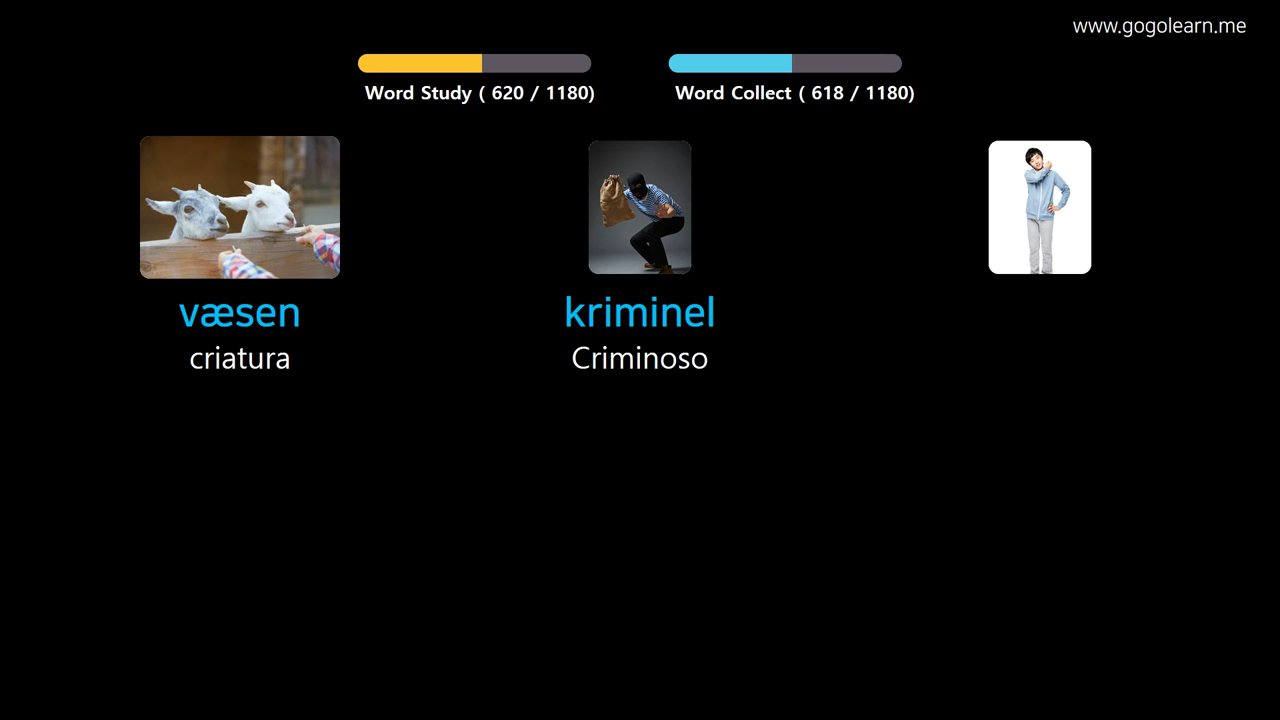 www.gogolearn.me
Word Study ( 620 / 1180)
Word Collect ( 618 / 1180)
væsen
criatura
kriminel
Criminoso